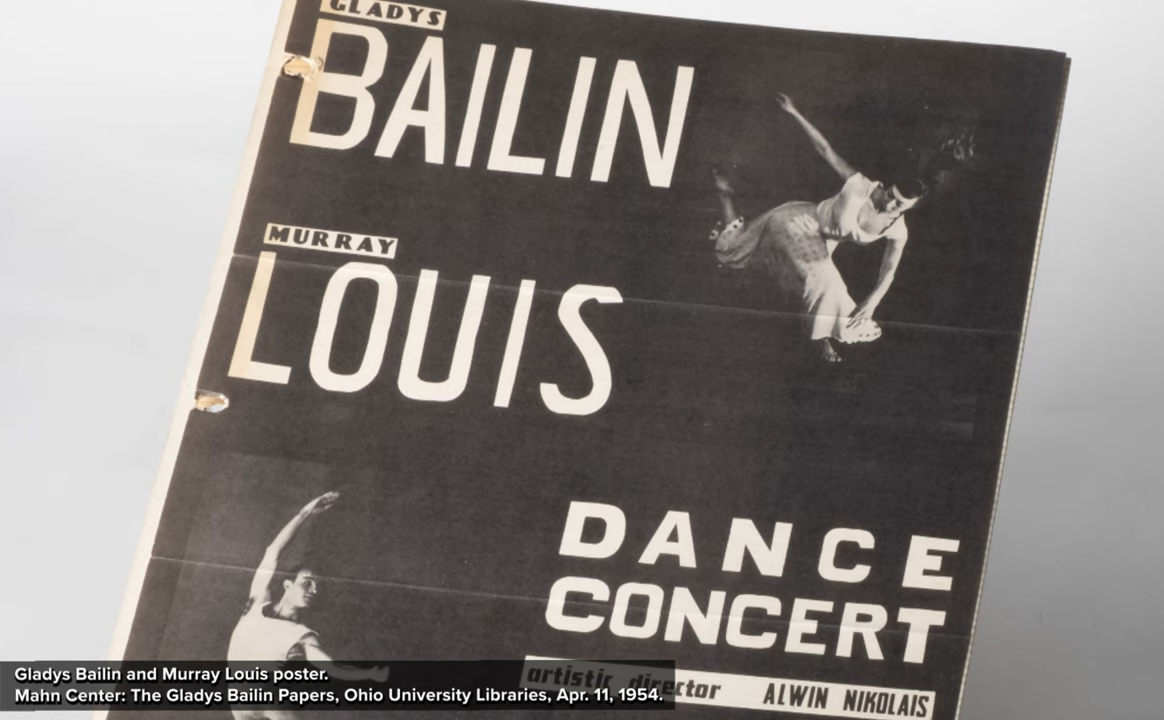 GLADYS
BAILIN
MURRAY
LOUIS
DANCE
CONCERT
artistic director ALWIN NIKOLAIS
Gladys Bailin and Murray Louis poster.
Mahn Center: The Gladys Bailin Papers, Ohio University Libraries, Apr. 11, 1954.